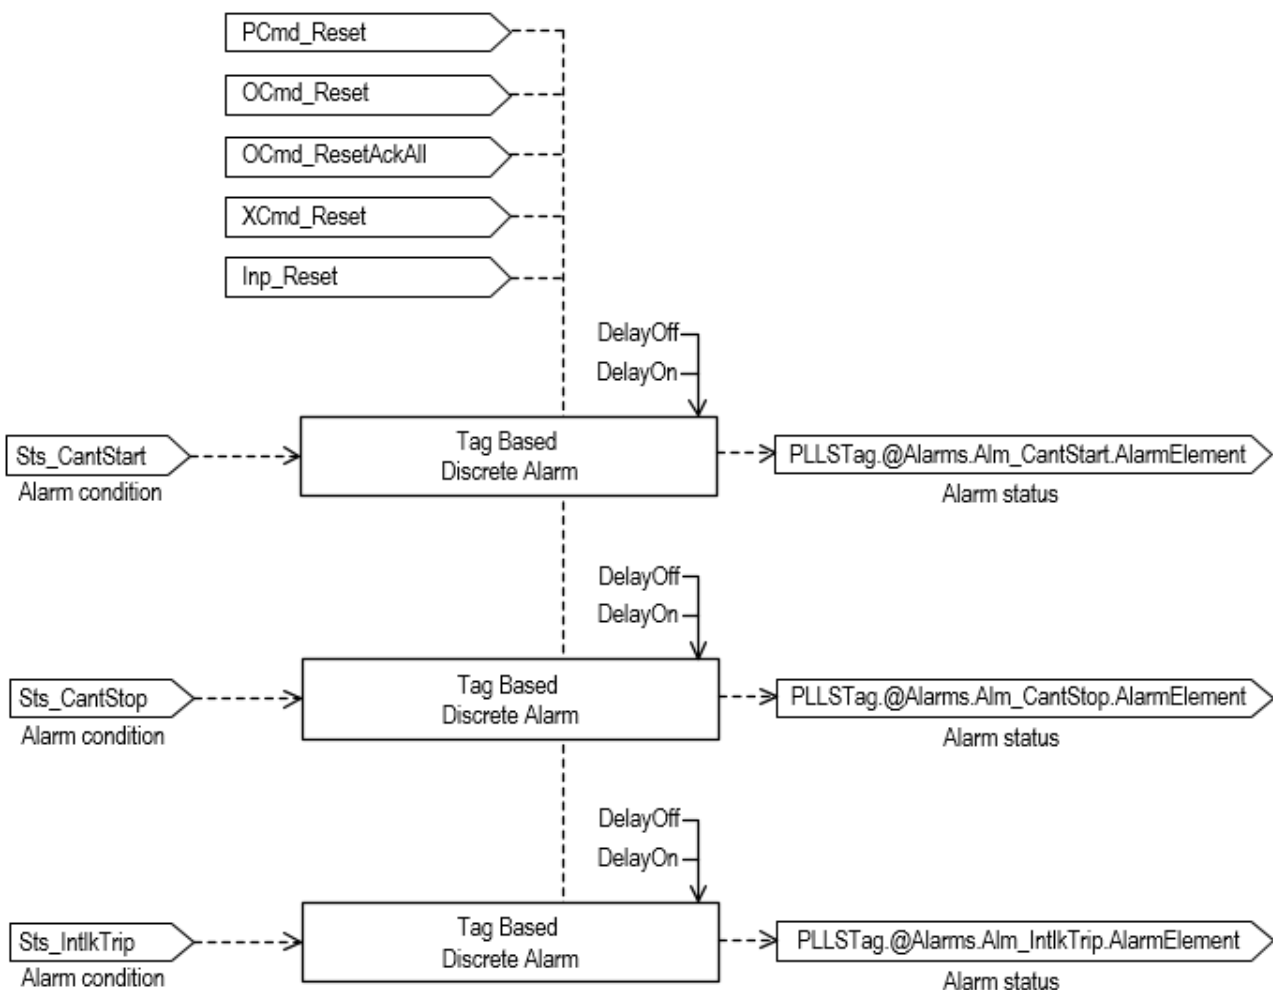 PCmd_Reset
OCmd_Reset
OCmd_ResetAckAll
XCmd_Reset
Inp_Reset
DelayOff
DelayOn
Sts_CantStart
Alarm condition
Tag Based
Discrete Alarm
PLLSTag.@Alarms.Alm_CantStart.AlarmElement
Alarm status
DelayOff
DelayOn
Sts_CantStop
Alarm condition
Tag Based
Discrete Alarm
PLLSTag.@Alarms.Alm_CantStop.AlarmElement
Alarm status
DelayOff
DelayOn
Sts_IntlkTrip
Alarm condition
Tag Based
Discrete Alarm
PLLSTag.@Alarms.Alm_IntlkTrip.AlarmElement
Alarm status